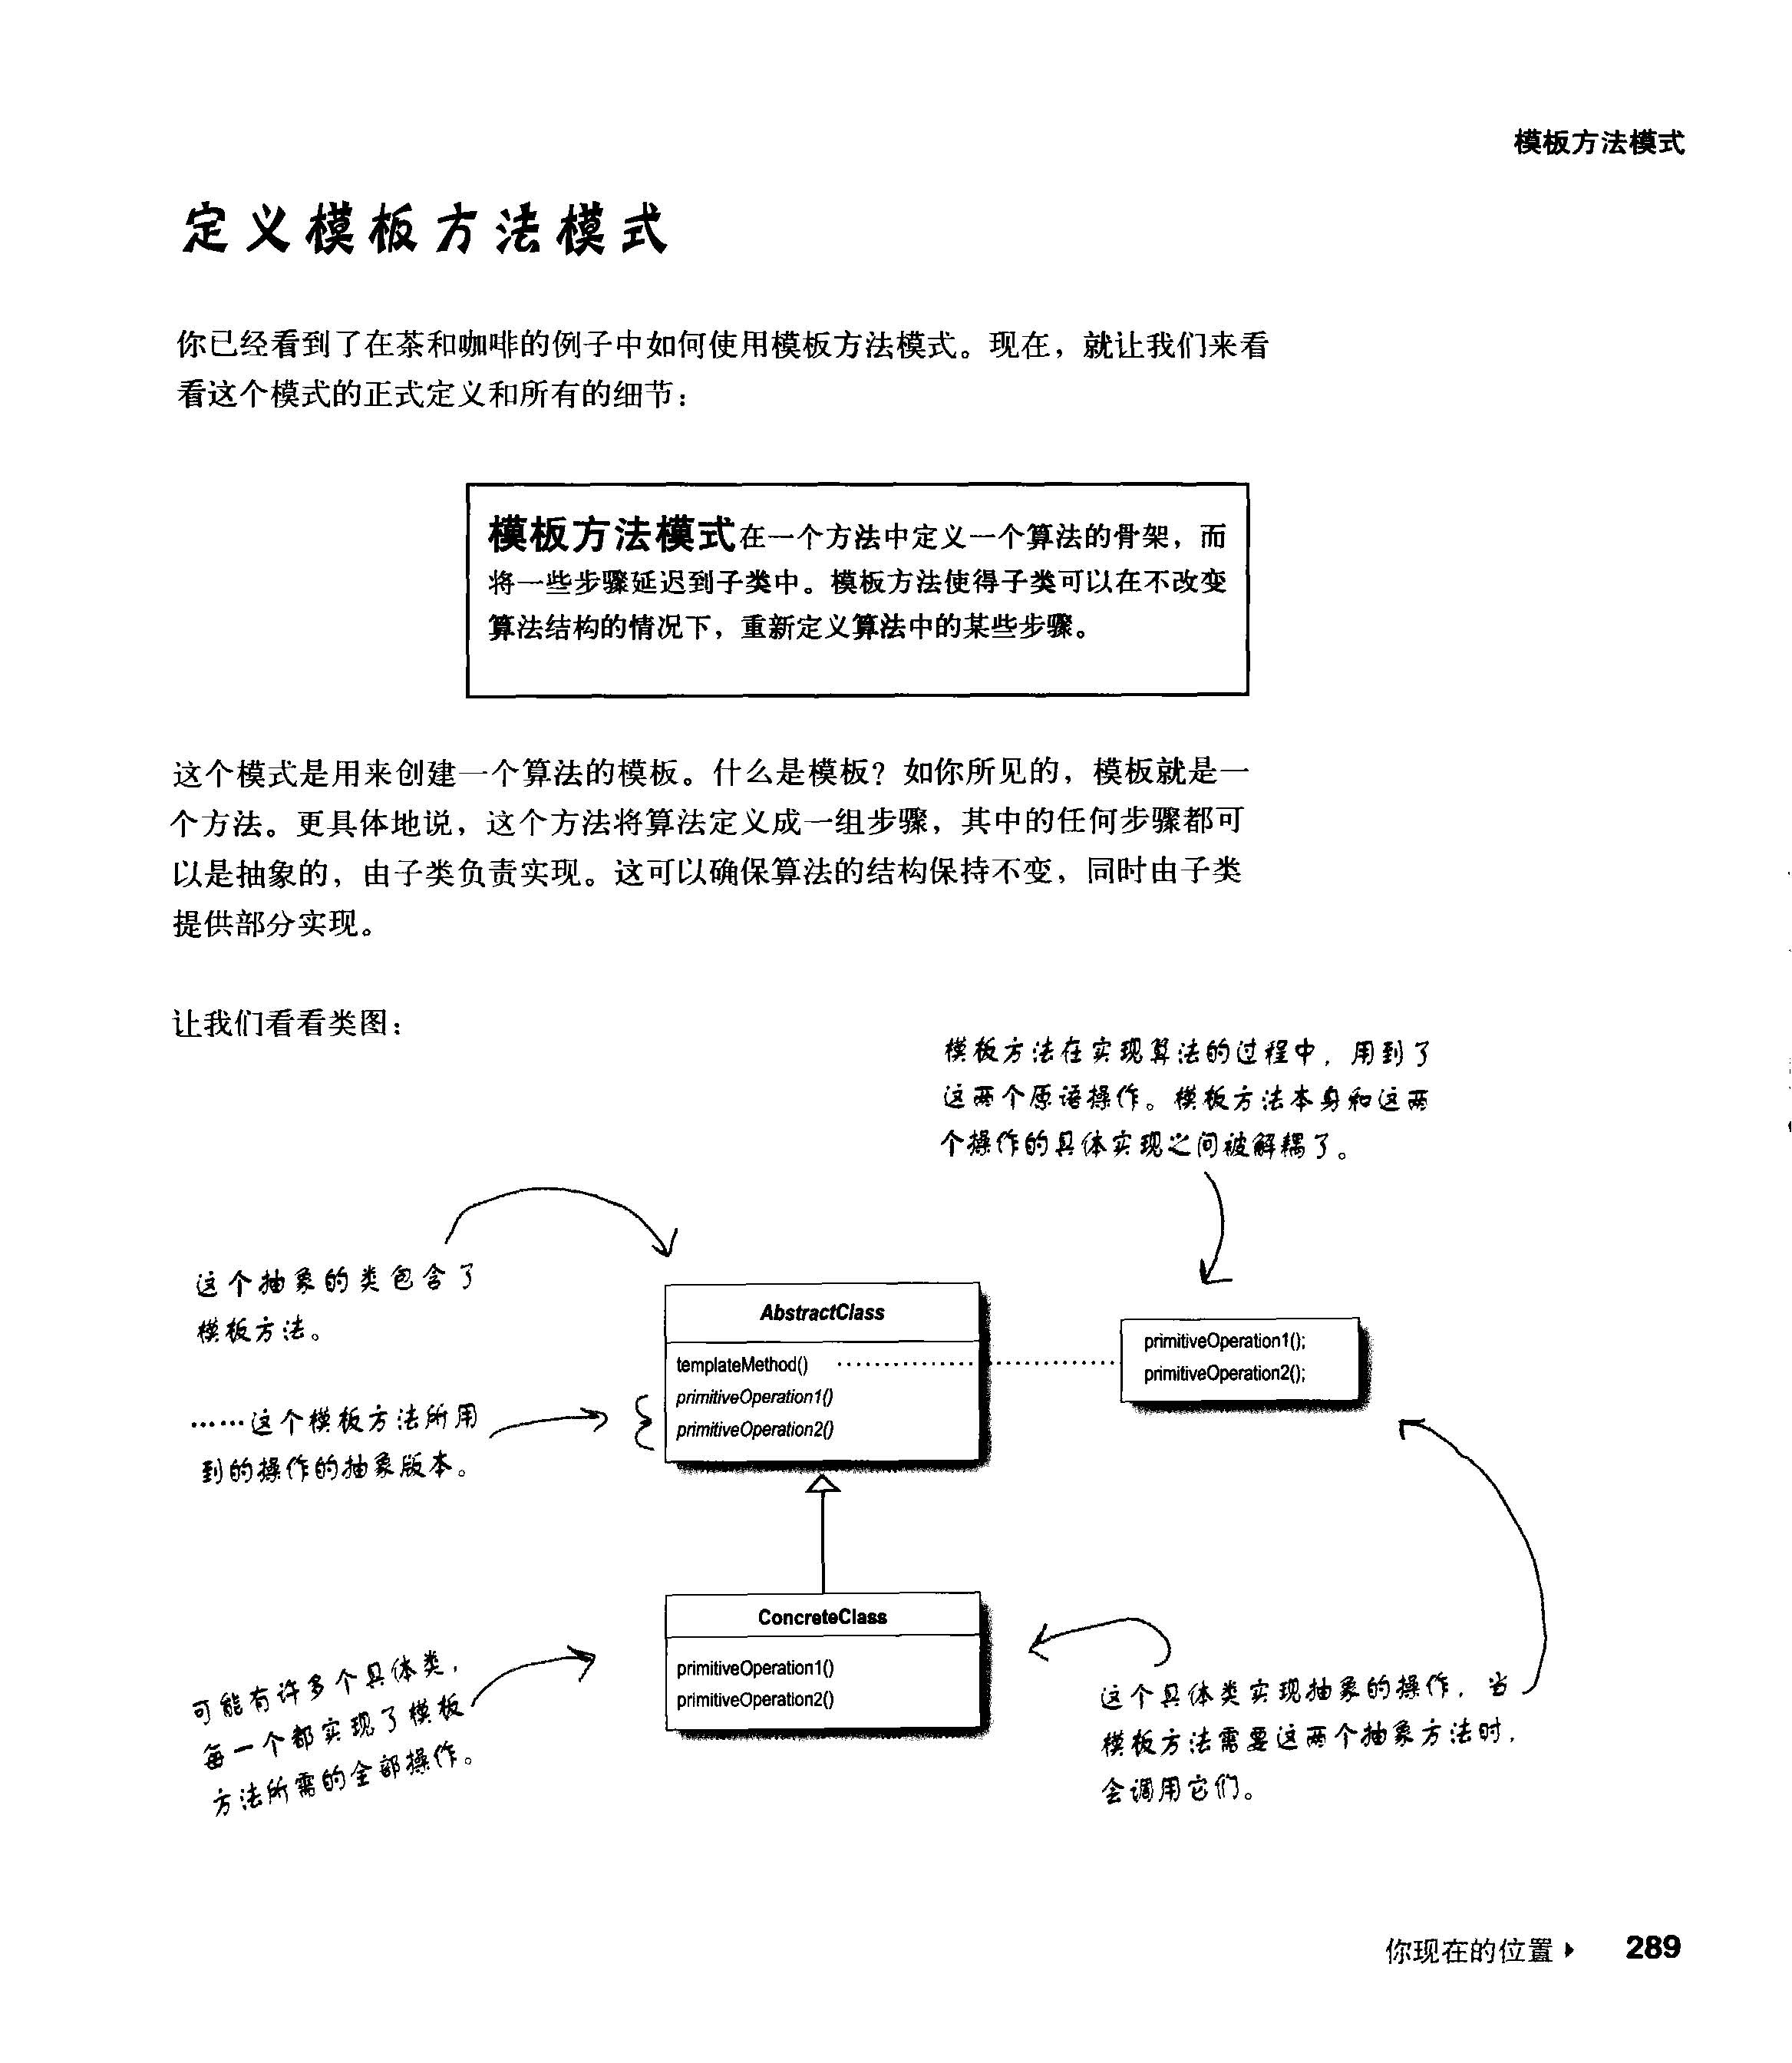 模板方法模式
定义模板方法模式
你已经看到了在茶和咖啡的例子中如何使用模板方法模式。现在，就让我们来看
看这个模式的正式定义和所有的细节：
模板方法模式在一个方法中定义一个算法的骨架，而
将一些步骤延迟到子类中。模板方法使得子类可以在不改变
算法结构的情况下，重新定义算法中的某些步骤。
这个模式是用来创建一个算法的模板。什么是模板？如你所见的，模板就是一
个方法。更具体地说，这个方法将算法定义成一组步骤，其中的任何步骤都可
以是抽象的，由子类负责实现。这可以确保算法的结构保持不变，同时由子类
提供部分实现。
让我们看看类图：
模板方法在实现算法的过程中，用到了
这两个原语操作。模板方法本身和这两
个操作的具体实现之间被解耦了。
这个抽象的类包含了
模板方法。
……这个模板方法所用
到的操作的抽象版本。
AbstractClass
templateMethod()
primitiveOperation1()
primitiveOperation2()
primitiveOperation1();
primitiveOperation2();
ConcreteClass
primitiveOperation1()
primitiveOperation2()
可能有许多个具体类，
每一个都实现了模板
方法所需的全部操作。
这个具体类实现抽象的操作，当
模板方法需要这两个抽象方法时，
会调用它们。
你现在的位置 ▸ 289